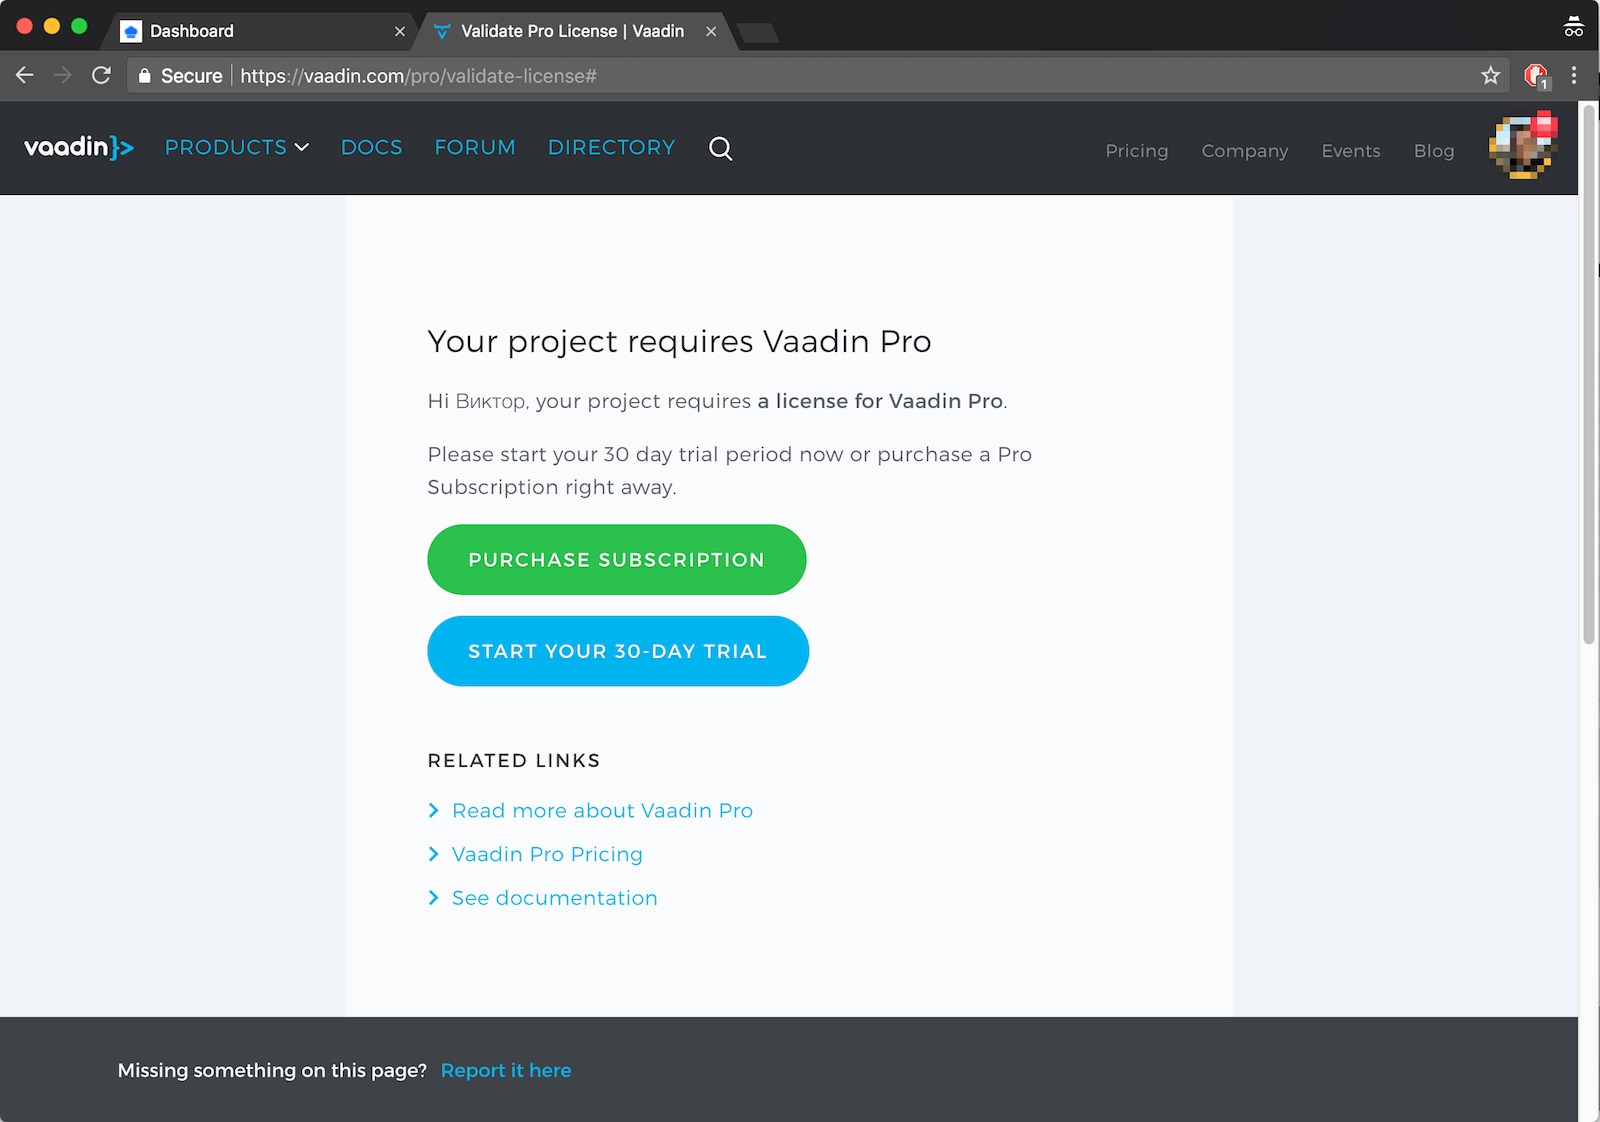 Dashboard
Validate Pro License | Vaadin
Secure
https://vaadin.com/pro/validate-license#
1
vaadin}>
PRODUCTS
DOCS
FORUM
DIRECTORY
Pricing
Company
Events
Blog
Your project requires Vaadin Pro
Hi Виктор, your project requires a license for Vaadin Pro.
Please start your 30 day trial period now or purchase a Pro
Subscription right away.
PURCHASE SUBSCRIPTION
START YOUR 30-DAY TRIAL
RELATED LINKS
Read more about Vaadin Pro
Vaadin Pro Pricing
See documentation
Missing something on this page? Report it here